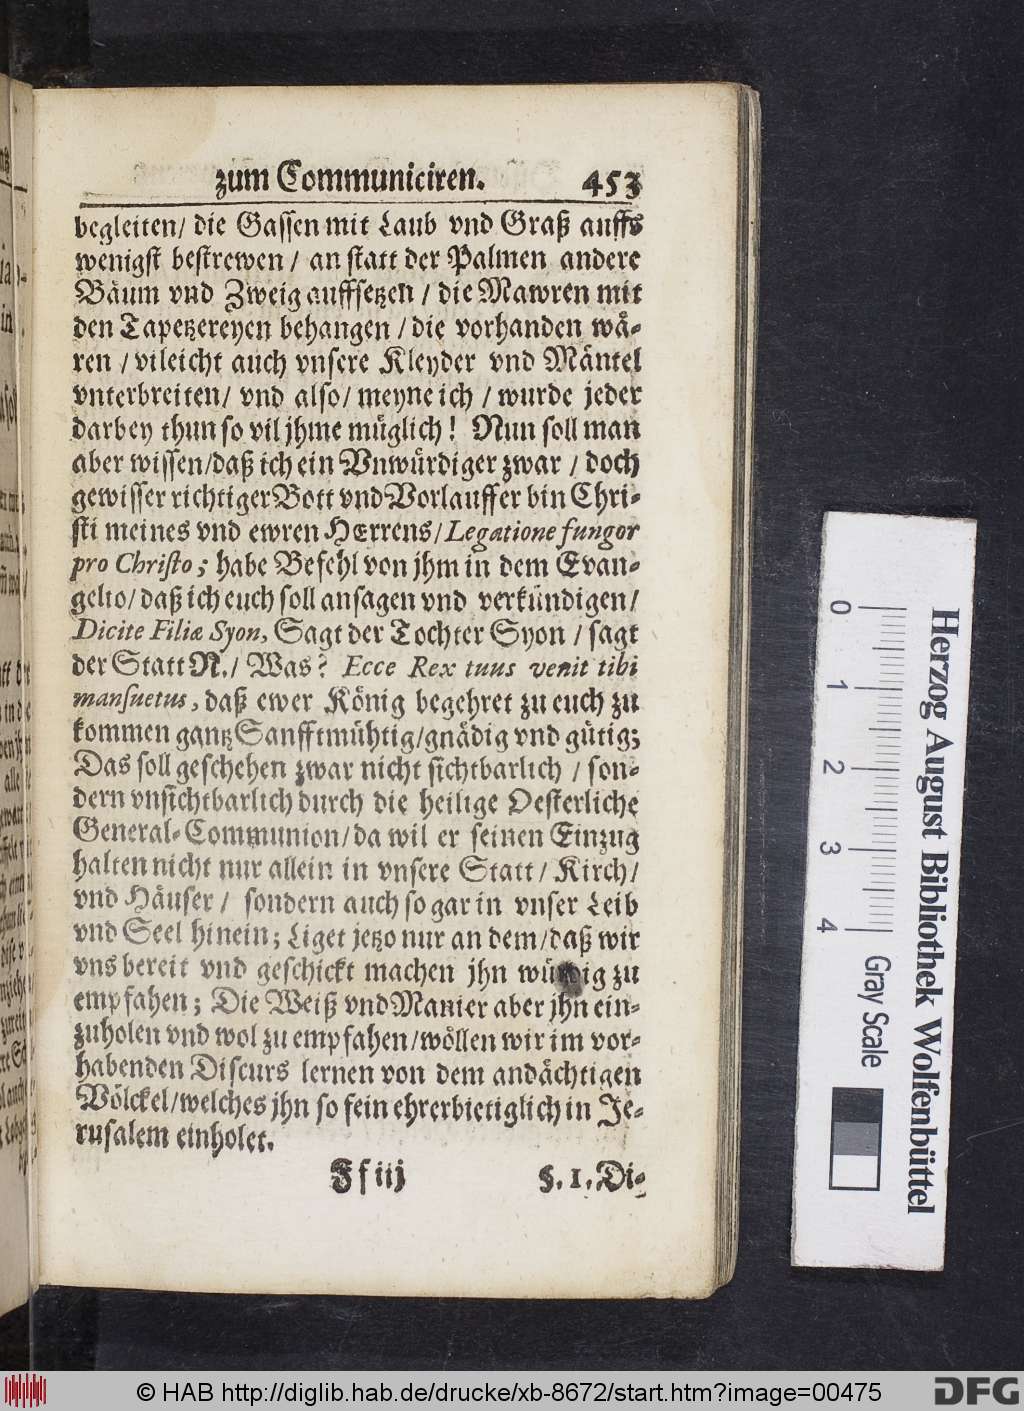 zum Communiciren. 453
begleiten/ die Gassen mit Laub vnd Graß auffs
wenigst bestrewen / an statt der Palmen andere
Bäum vnd Zweig auffsetzen / die Mawren mit
den Tapetzereyen behangen / die vorhanden wä-
ren / vileicht auch vnsere Kleyder vnd Mäntel
vnterbreiten/ vnd also/ meyne ich / wurde jeder
darbey thun so vil jhme müglich! Nun soll man
aber wissen/daß ich ein Vnwürdiger zwar / doch
gewisser richtiger Bott vnd Vorlauffer bin Chri-
sti meines vnd ewren HErrens/ Legatione fungor
pro Christo; habe Befehl von jhm in dem Evan-
gelio/ daß ich euch soll ansagen vnd verkündigen/
Dicite Filiæ Syon, Sagt der Tochter Syon / sagt
der Statt N./ Was? Ecce Rex tuus venit tibi
mansuetus, daß ewer König begehret zu euch zu
kommen gantz Sanfftmühtig/gnädig vnd gütig;
Das soll geschehen zwar nicht sichtbarlich / son-
dern vnsichtbarlich durch die heilige Oesterliche
General-Communion/ da wil er seinen Einzug
halten nicht nur allein in vnsere Statt/ Kirch/
vnd Häuser / sondern auch so gar in vnser Leib
vnd Seel hinein; Liget jetzo nur an dem/daß wir
vns bereit vnd geschickt machen jhn würdig zu
empfahen; Die Weiß vnd Manier aber jhn ein-
zuholen vnd wol zu empfahen/wöllen wir im vor-
habenden Discurs lernen von dem andächtigen
Völckel/welches jhn so fein ehrerbietiglich in Je-
rusalem einholet.
Ff iij §. 1. Di-
0 1 2 3 4
Gray Scale
Herzog August Bibliothek Wolfenbüttel
© HAB http://diglib.hab.de/drucke/xb-8672/start.htm?image=00475
DFG